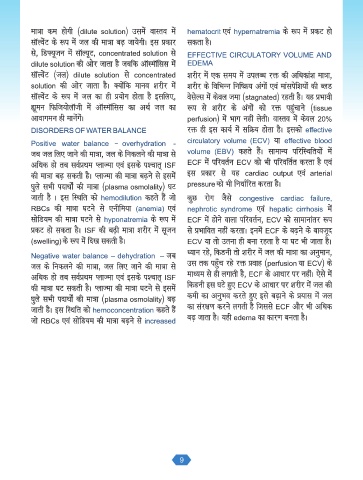 मात्रा कम होगी (dilute solution) उसमें वास्तव में
सॉल्वेंट के रूप में जल की मात्रा बढ़ जायेगी। इस प्रकार
से, डिफ्यूज़न में सॉल्यूट, concentrated solution से
dilute solution की ओर जाता है जबकि ऑस्मोसिस में
सॉल्वेंट (जल) dilute solution से concentrated
solution की ओर जाता है। क्योंकि मानव शरीर में
सॉल्वेंट के रूप में जल का ही प्रयोग होता है इसलिए,
ह्यूमन फिजियोलॉजी में ऑस्मोसिस का अर्थ जल का
आवागमन ही मानेंगे।
DISORDERS OF WATER BALANCE
Positive water balance - overhydration -
जब जल लिए जाने की मात्रा, जल के निकलने की मात्रा से
अधिक हो तब सर्वप्रथम प्लाज्मा एवं इसके पश्चात् ISF
की मात्रा बढ़ सकती है। प्लाज्मा की मात्रा बढ़ने से इसमें
घुले सभी पदार्थों की मात्रा (plasma osmolality) घट
जाती है । इस स्थिति को hemodilution कहते हैं जो
RBCs की मात्रा घटने से एनीमिया (anemia) एवं
सोडियम की मात्रा घटने से hyponatremia के रूप में
प्रकट हो सकता है। ISF की बढ़ी मात्रा शरीर में सूजन
(swelling) के रूप में दिख सकती है।
Negative water balance – dehydration – जब
जल के निकलने की मात्रा, जल लिए जाने की मात्रा से
अधिक हो तब सर्वप्रथम प्लाज्मा एवं इसके पश्चात् ISF
की मात्रा घट सकती है। प्लाज्मा की मात्रा घटने से इसमें
घुले सभी पदार्थों की मात्रा (plasma osmolality) बढ़
जाती है। इस स्थिति को hemoconcentration कहते हैं
जो RBCs एवं सोडियम की मात्रा बढ़ने से increased
hematocrit एवं hypernatremia के रूप में प्रकट हो
सकता है।
EFFECTIVE CIRCULATORY VOLUME AND
EDEMA
शरीर में एक समय में उपलब्ध रक्त की अधिकांश मात्रा,
शरीर के विभिन्न निष्क्रिय अंगों एवं मांसपेशियों की ब्लड
वेसेल्स में केवल जमा (stagnated) रहती है। वह प्रभावी
रूप से शरीर के अंगों को रक्त पहुंचाने (tissue
perfusion) में भाग नहीं लेती। वास्तव में केवल 20%
रक्त ही इस कार्य में सक्रिय होता है। इसको effective
circulatory volume (ECV) या effective blood
volume (EBV) कहते हैं। सामान्य परिस्थितियों में
ECF में परिवर्तन ECV को भी परिवर्तित करता है एवं
इस प्रकार से यह cardiac output एवं arterial
pressure को भी निर्धारित करता है।
कुछ रोग जैसे congestive cardiac failure,
nephrotic syndrome एवं hepatic cirrhosis में
ECF में होने वाला परिवर्तन, ECV को सामानांतर रूप
से प्रभावित नहीं करता। इनमें ECF के बढ़ने के बावजूद
ECV या तो उतना ही बना रहता है या घट भी जाता है।
ध्यान रहे, किडनी तो शरीर में जल की मात्रा का अनुमान,
उस तक पहुँच रहे रक्त प्रवाह (perfusion या ECV) के
माध्यम से ही लगाती है, ECF के आधार पर नहीं। ऐसे में
किडनी इस घटे हुए ECV के आधार पर शरीर में जल की
कमी का अनुभव करते हुए इसे बढ़ाने के प्रयास में जल
का संरक्षण करने लगती है जिससे ECF और भी अधिक
बढ़ जाता है। यही edema का कारण बनता है।
9